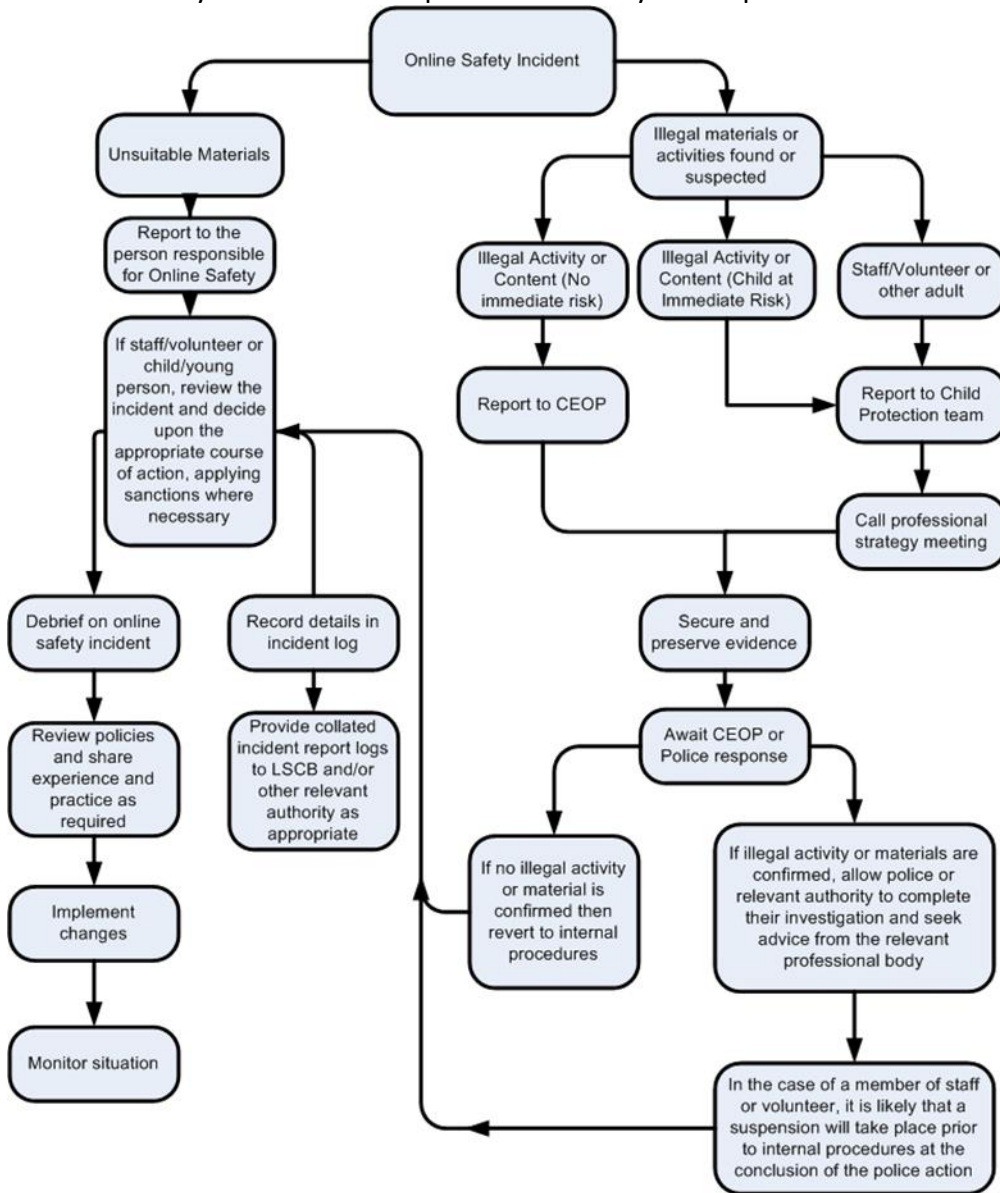 Online Safety Incident
Unsuitable Materials
Report to the
person responsible
for Online Safety
If staff/volunteer or
child/young
person, review the
incident and decide
upon the
appropriate course
of action, applying
sanctions where
necessary
Debrief on online
safety incident
Review policies
and share
experience and
practice as
required
Implement
changes
Monitor situation
Record details in
incident log
Provide collated
incident report logs
to LSCB and/or
other relevant
authority as
appropriate
Illegal materials or
activities found or
suspected
Illegal Activity or
Content (No
immediate risk)
Illegal Activity or
Content (Child at
Immediate Risk)
Staff/Volunteer or
other adult
Report to CEOP
Report to Child
Protection team
Call professional
strategy meeting
Secure and
preserve evidence
Await CEOP or
Police response
If no illegal activity
or material is
confirmed then
revert to internal
procedures
If illegal activity or materials are
confirmed, allow police or
relevant authority to complete
their investigation and seek
advice from the relevant
professional body
In the case of a member of staff
or volunteer, it is likely that a
suspension will take place prior
to internal procedures at the
conclusion of the police action